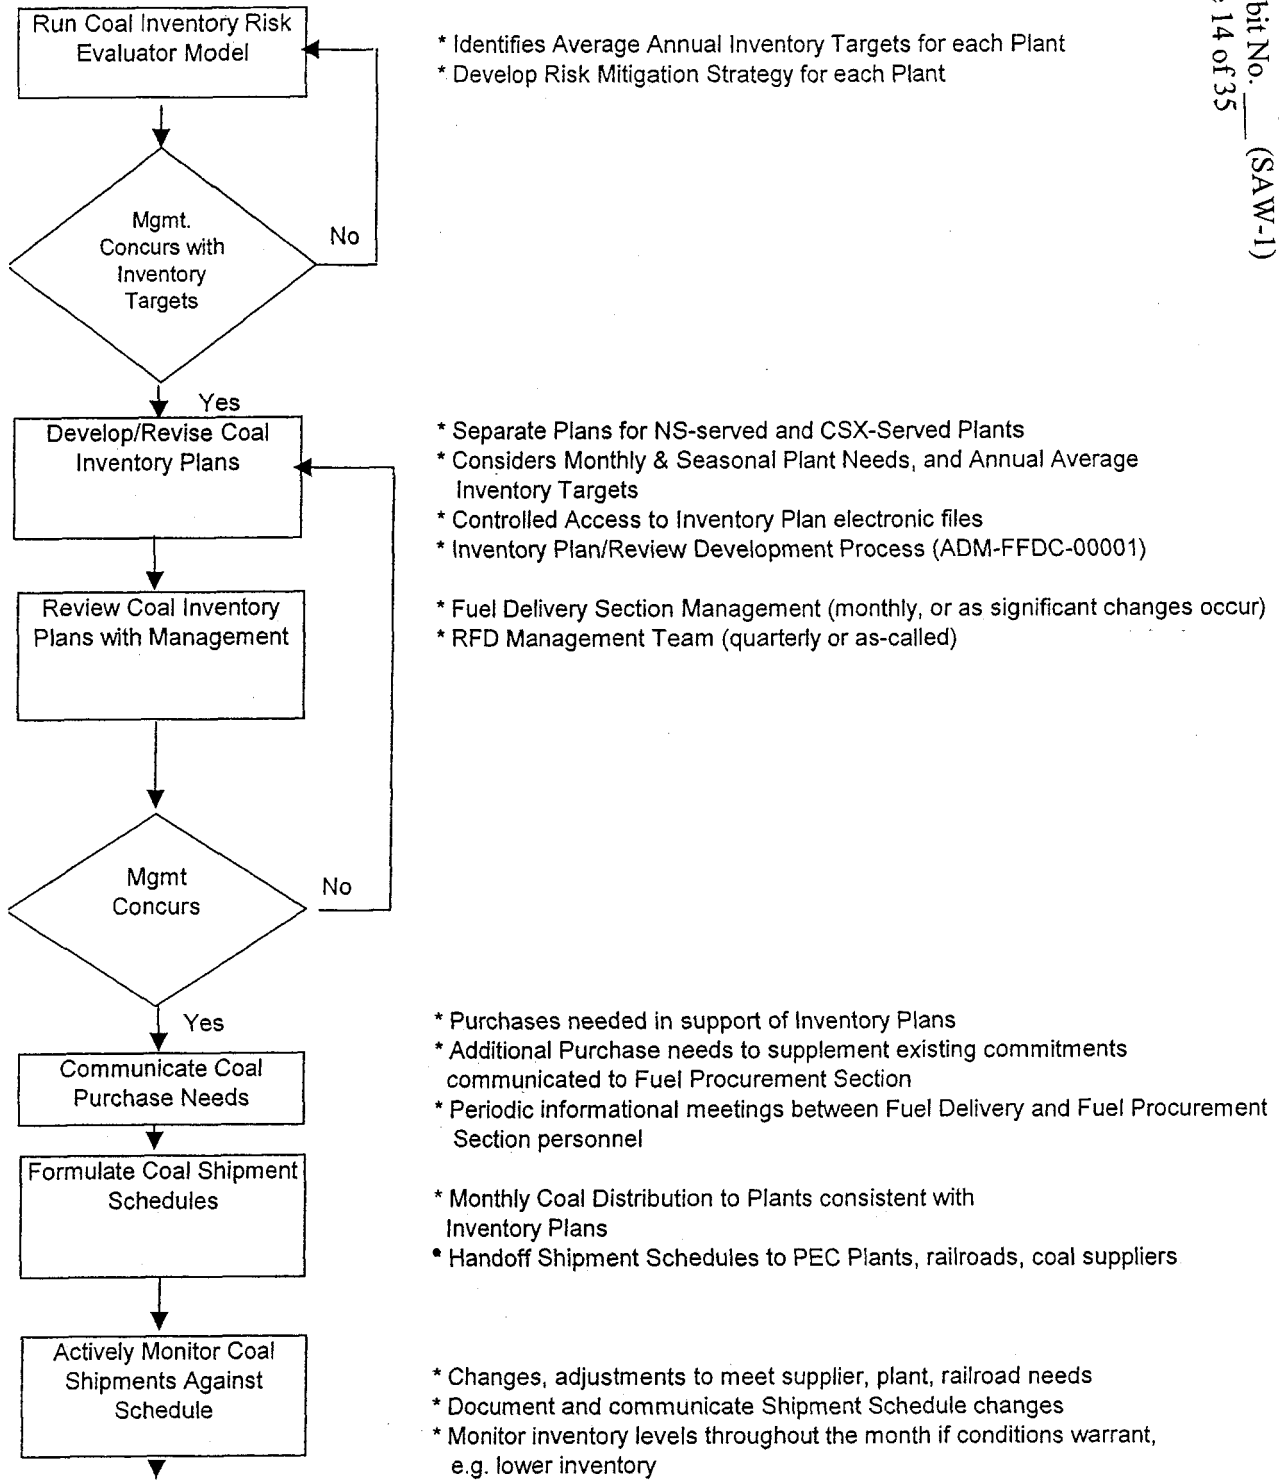 bit No. ___ (SAW-1)
14 of 35
Run Coal Inventory Risk
Evaluator Model
* Identifies Average Annual Inventory Targets for each Plant
* Develop Risk Mitigation Strategy for each Plant
Mgmt.
Concurs with
Inventory
Targets
No
Yes
Develop/Revise Coal
Inventory Plans
* Separate Plans for NS-served and CSX-Served Plants
* Considers Monthly & Seasonal Plant Needs, and Annual Average
Inventory Targets
* Controlled Access to Inventory Plan electronic files
* Inventory Plan/Review Development Process (ADM-FFDC-00001)
Review Coal Inventory
Plans with Management
* Fuel Delivery Section Management (monthly, or as significant changes occur)
* RFD Management Team (quarterly or as-called)
Mgmt
Concurs
No
Yes
Communicate Coal
Purchase Needs
* Purchases needed in support of Inventory Plans
* Additional Purchase needs to supplement existing commitments
communicated to Fuel Procurement Section
* Periodic informational meetings between Fuel Delivery and Fuel Procurement
Section personnel
Formulate Coal Shipment
Schedules
* Monthly Coal Distribution to Plants consistent with
Inventory Plans
• Handoff Shipment Schedules to PEC Plants, railroads, coal suppliers
Actively Monitor Coal
Shipments Against
Schedule
* Changes, adjustments to meet supplier, plant, railroad needs
* Document and communicate Shipment Schedule changes
* Monitor inventory levels throughout the month if conditions warrant,
e.g. lower inventory